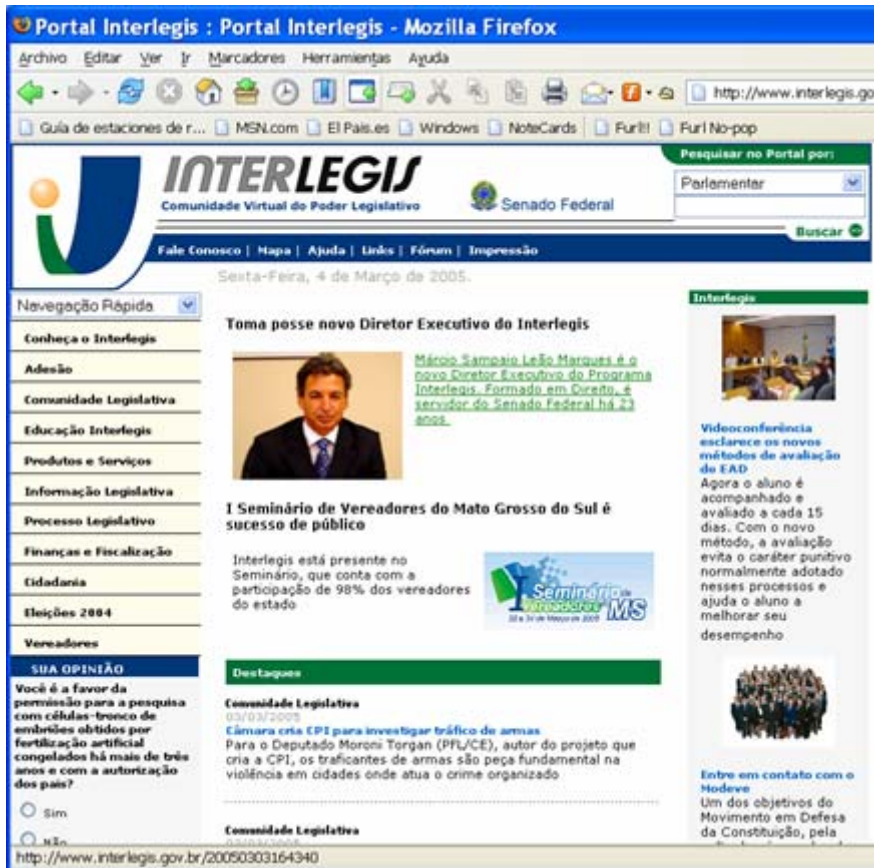 Portal Interlegis : Portal Interlegis - Mozilla Firefox
Archivo Editar Ver Ir Marcadores Herramientas Ayuda
http://www.interlegis.go
Guía de estaciones de r... MSN.com El Pais.es Windows NoteCards Furl!! Furl No-pop
INTERLEGIS
Comunidade Virtual do Poder Legislativo
Senado Federal
Pesquisar no Portal por:
Parlamentar
Buscar
Fale Conosco | Mapa | Ajuda | Links | Fórum | Impressão
Sexta-Feira, 4 de Março de 2005.
Navegação Rápida
Conheça o Interlegis
Adesão
Comunidade Legislativa
Educação Interlegis
Produtos e Serviços
Informação Legislativa
Processo Legislativo
Finanças e Fiscalização
Cidadania
Eleições 2004
Vereadores
SUA OPINIÃO
Você é a favor da
permissão para a pesquisa
com células-tronco de
embriões obtidos por
fertilização artificial
congelados há mais de três
anos e com a autorização
dos pais?
Sim
Não
Toma posse novo Diretor Executivo do Interlegis
Márcio Sampaio Leão Marques é o
novo Diretor Executivo do Programa
Interlegis. Formado em Direito, é
servidor do Senado Federal há 23
anos.
I Seminário de Vereadores do Mato Grosso do Sul é
sucesso de público
Interlegis está presente no
Seminário, que conta com a
participação de 98% dos vereadores
do estado
I Seminário de
Vereadores MS
de Março de 2005
Destaques
Comunidade Legislativa
03/03/2005
Câmara cria CPI para investigar tráfico de armas
Para o Deputado Moroni Torgan (PFL/CE), autor do projeto que
cria a CPI, os traficantes de armas são peça fundamental na
violência em cidades onde atua o crime organizado
Comunidade Legislativa
03/03/2005
Interlegis
Videoconferência
esclarece os novos
métodos de avaliação
do EAD
Agora o aluno é
acompanhado e
avaliado a cada 15
dias. Com o novo
método, a avaliação
evita o caráter punitivo
normalmente adotado
nesses processos e
ajuda o aluno a
melhorar seu
desempenho
Entre em contato com o
Modeve
Um dos objetivos do
Movimento em Defesa
da Constituição, pela
http://www.interlegis.gov.br/20050303164340